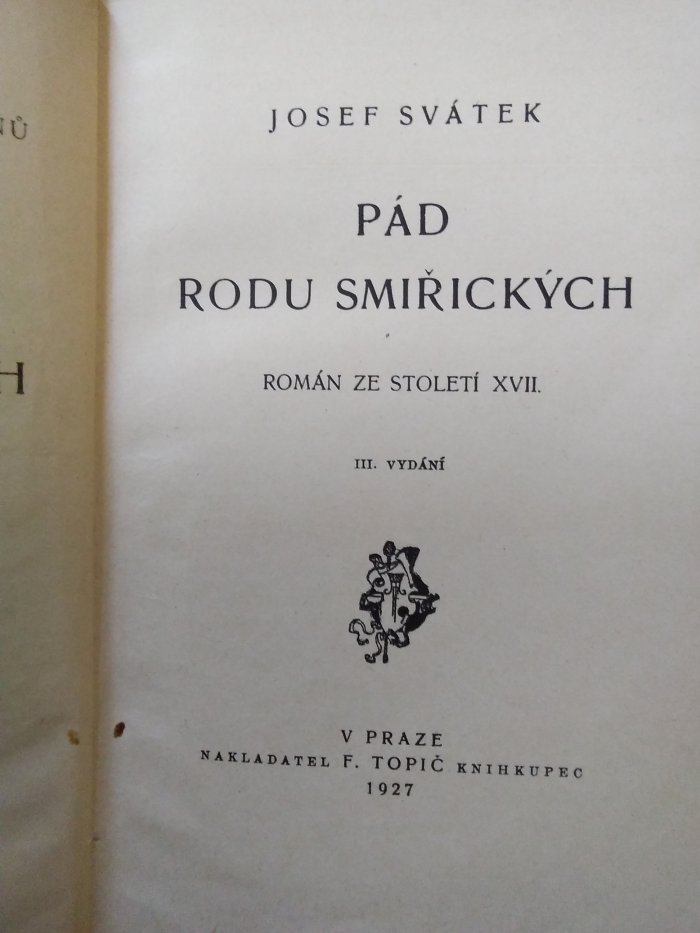 JOSEF SVÁTEK
PÁD
RODU SMIŘICKÝCH
ROMÁN ZE STOLETÍ XVII.
III. VYDÁNÍ
V PRAZE
NAKLADATEL F. TOPIČ KNIHKUPEC
1927